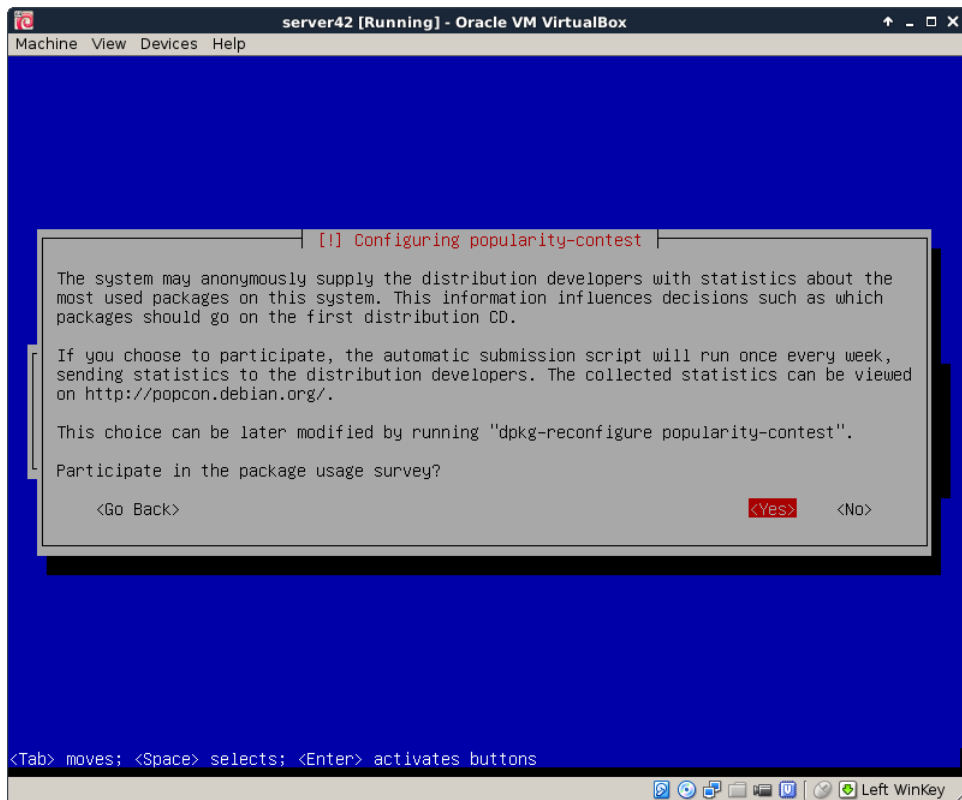 server42 [Running] - Oracle VM VirtualBox
Machine View Devices Help
[!] Configuring popularity-contest
The system may anonymously supply the distribution developers with statistics about the
most used packages on this system. This information influences decisions such as which
packages should go on the first distribution CD.
If you choose to participate, the automatic submission script will run once every week,
sending statistics to the distribution developers. The collected statistics can be viewed
on http://popcon.debian.org/.
This choice can be later modified by running "dpkg-reconfigure popularity-contest".
Participate in the package usage survey?
<Go Back> <Yes> <No>
<Tab> moves; <Space> selects; <Enter> activates buttons
Left WinKey